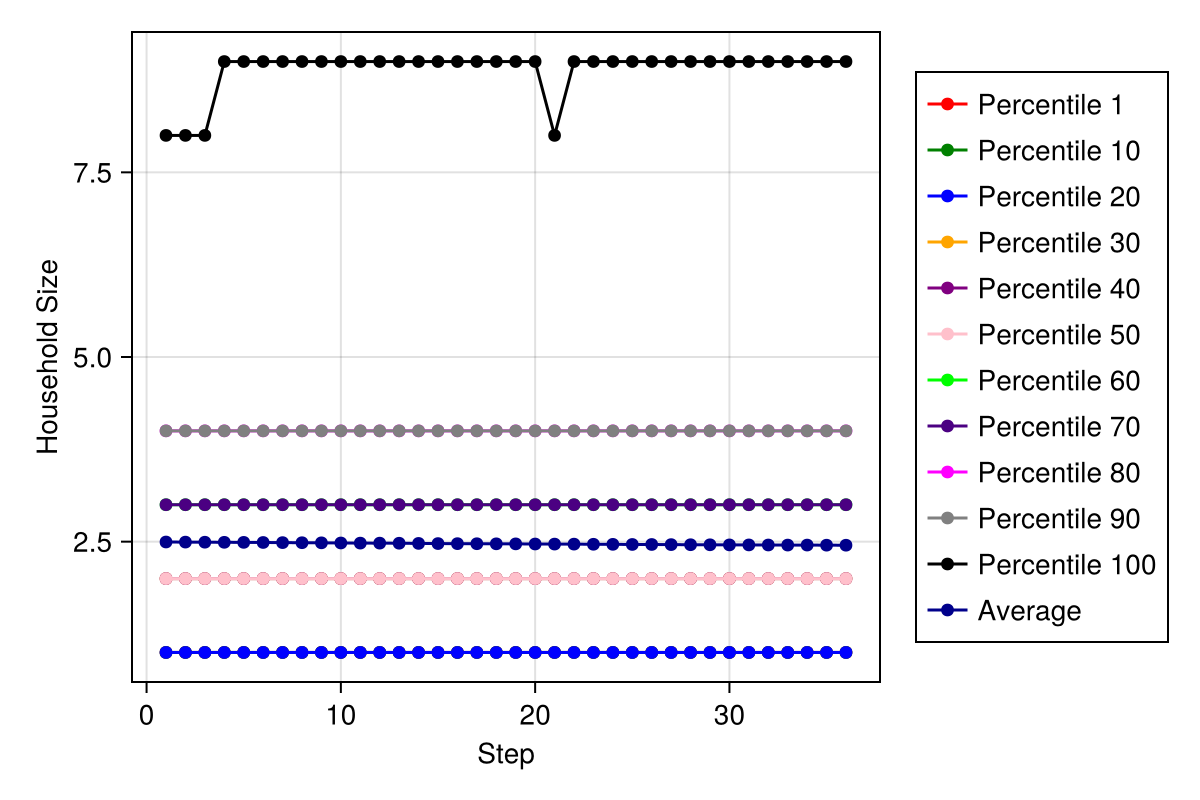 Household Size
7.5
5.0
2.5
0
10
20
30
Step
Percentile 1
Percentile 10
Percentile 20
Percentile 30
Percentile 40
Percentile 50
Percentile 60
Percentile 70
Percentile 80
Percentile 90
Percentile 100
Average